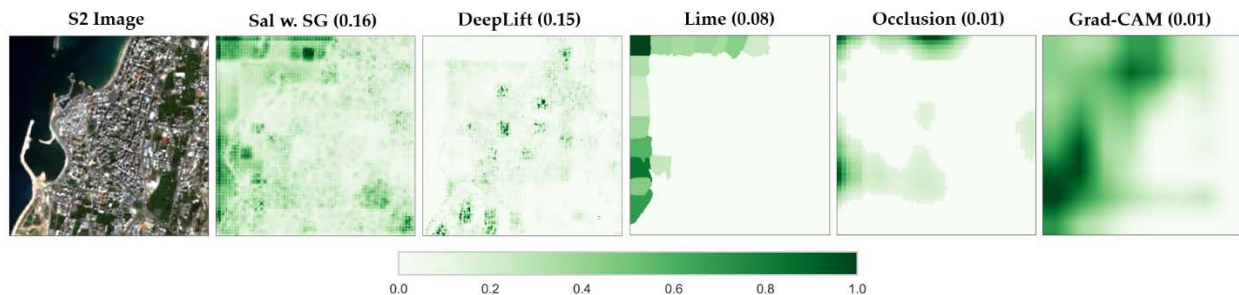 S2 Image Sal w. SG (0.16) DeepLift (0.15) Lime (0.08) Occlusion (0.01) Grad-CAM (0.01)
0.0 0.2 0.4 0.6 0.8 1.0